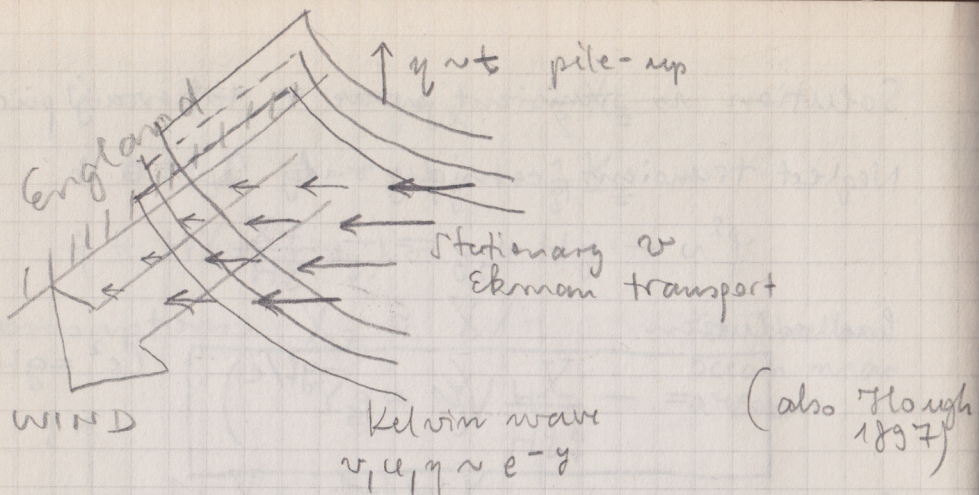 η ~ t pile-up
England
Stationary v
Ekman transport
WIND
Kelvin wave
v, u, η ~ e^-y
(also Hough
1897)